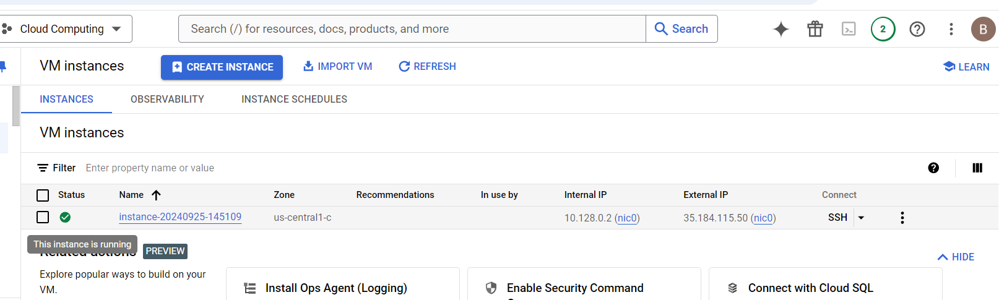 Cloud Computing
Search (/) for resources, docs, products, and more
Search
2
B
VM instances
CREATE INSTANCE
IMPORT VM
REFRESH
LEARN
INSTANCES
OBSERVABILITY
INSTANCE SCHEDULES
VM instances
Filter Enter property name or value
Status Name Zone Recommendations In use by Internal IP External IP Connect
instance-20240925-145109 us-central1-c 10.128.0.2 (nic0) 35.184.115.50 (nic0) SSH
This instance is running
PREVIEW
HIDE
Explore popular ways to build on your
VM.
Install Ops Agent (Logging)
Enable Security Command
Connect with Cloud SQL